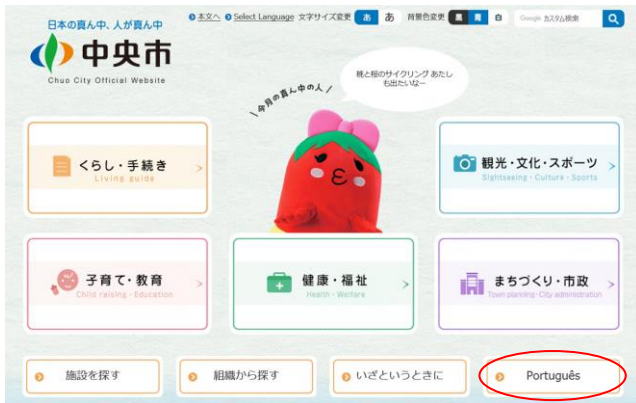 日本の真ん中、人が真ん中
中央市
Chuo City Official Website
本文へ Select Language 文字サイズ変更 あ あ 背景色変更 黒 青 白 Google カスタム検索
今月の真ん中の人
桃と桜のサイクリング あたし
も出たいなー
くらし・手続き
Living guide
観光・文化・スポーツ
Sightseeing・Culture・Sports
子育て・教育
Child raising・Education
健康・福祉
Health・Welfare
まちづくり・市政
Town planning・City administration
施設を探す
組織から探す
いざというときに
Português